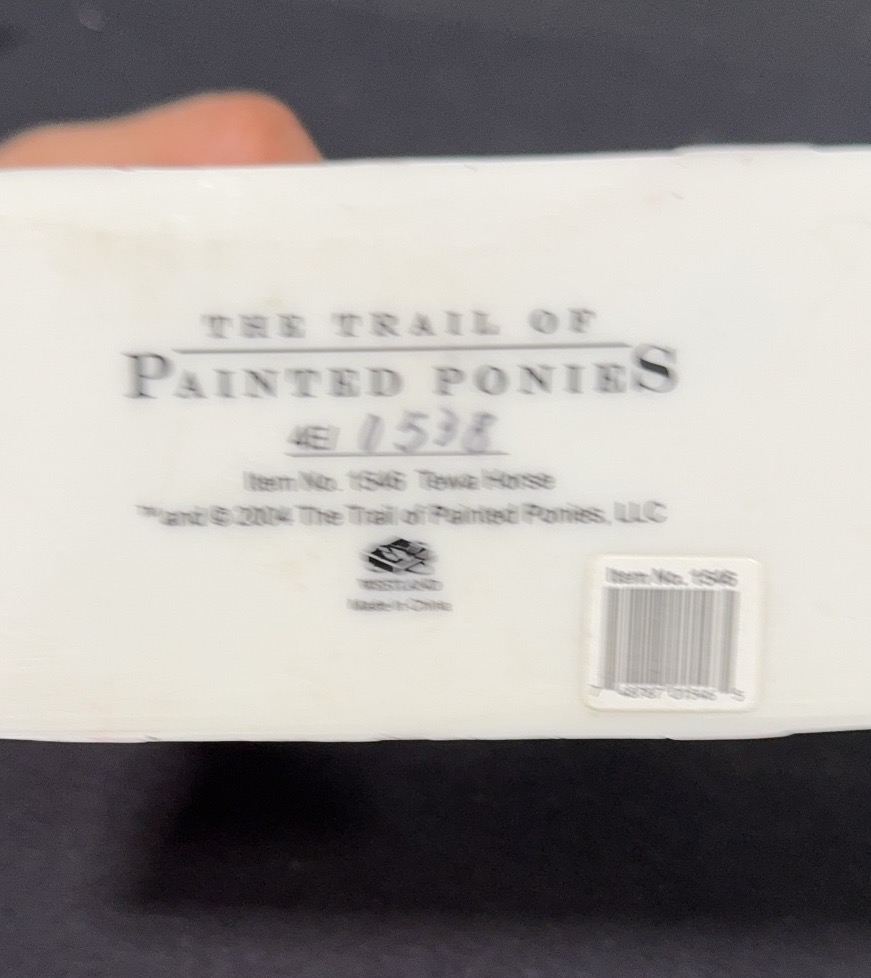 THE TRAIL OF
PAINTED PONIES
4E/ 1538
Item No. 1546 Tewa Horse
™ and © 2004 The Trail of Painted Ponies, LLC
WESTLAND
Made in China
Item No. 1546